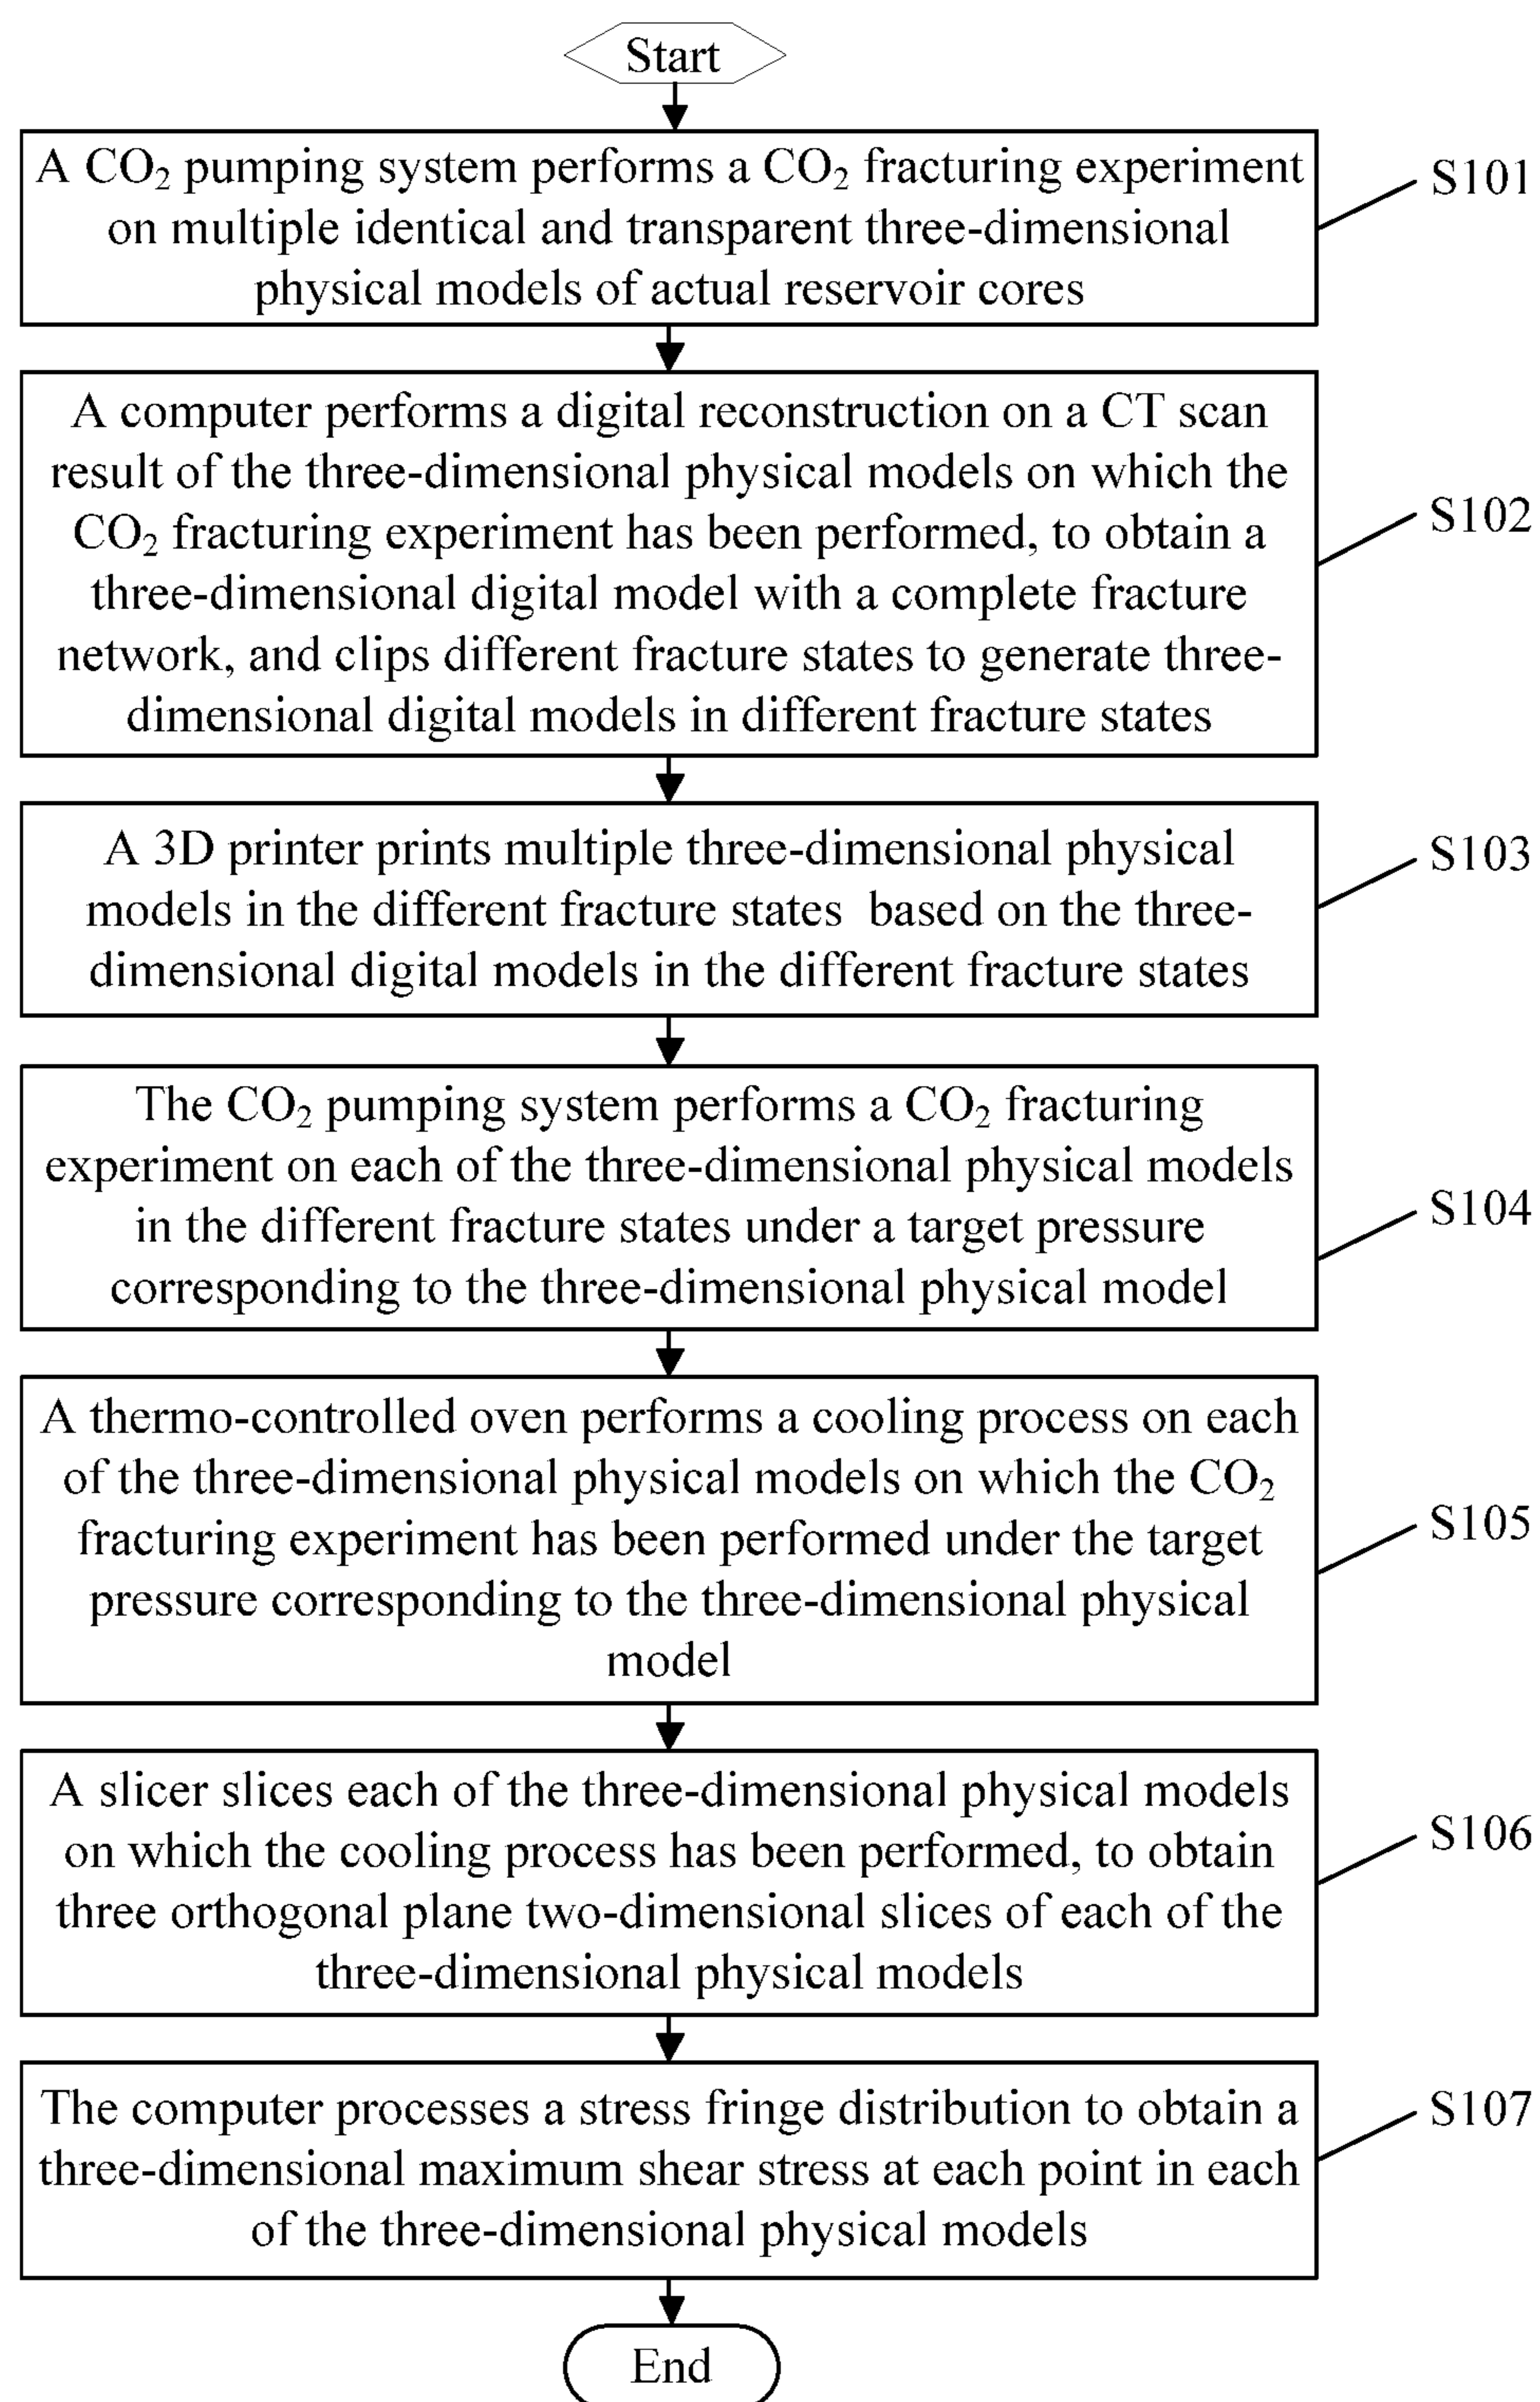 Start
A CO₂ pumping system performs a CO₂ fracturing experiment
on multiple identical and transparent three-dimensional
physical models of actual reservoir cores
S101
A computer performs a digital reconstruction on a CT scan
result of the three-dimensional physical models on which the
CO₂ fracturing experiment has been performed, to obtain a
three-dimensional digital model with a complete fracture
network, and clips different fracture states to generate three-
dimensional digital models in different fracture states
S102
A 3D printer prints multiple three-dimensional physical
models in the different fracture states based on the three-
dimensional digital models in the different fracture states
S103
The CO₂ pumping system performs a CO₂ fracturing
experiment on each of the three-dimensional physical models
in the different fracture states under a target pressure
corresponding to the three-dimensional physical model
S104
A thermo-controlled oven performs a cooling process on each
of the three-dimensional physical models on which the CO₂
fracturing experiment has been performed under the target
pressure corresponding to the three-dimensional physical
model
S105
A slicer slices each of the three-dimensional physical models
on which the cooling process has been performed, to obtain
three orthogonal plane two-dimensional slices of each of the
three-dimensional physical models
S106
The computer processes a stress fringe distribution to obtain a
three-dimensional maximum shear stress at each point in each
of the three-dimensional physical models
S107
End